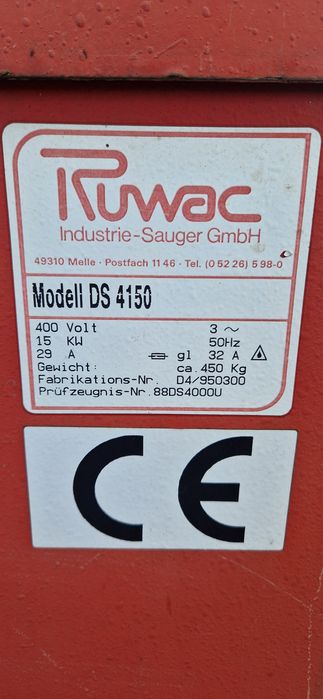 Ruwac
Industrie-Sauger GmbH
49310 Melle · Postfach 11 46 · Tel. (0 52 26) 5 98-0
Modell DS 4150
400 Volt 3 ~
15 KW 50Hz
29 A gl 32 A
Gewicht: ca.450 Kg
Fabrikations-Nr. D4/950300
Prüfzeugnis-Nr.88DS4000U
CE